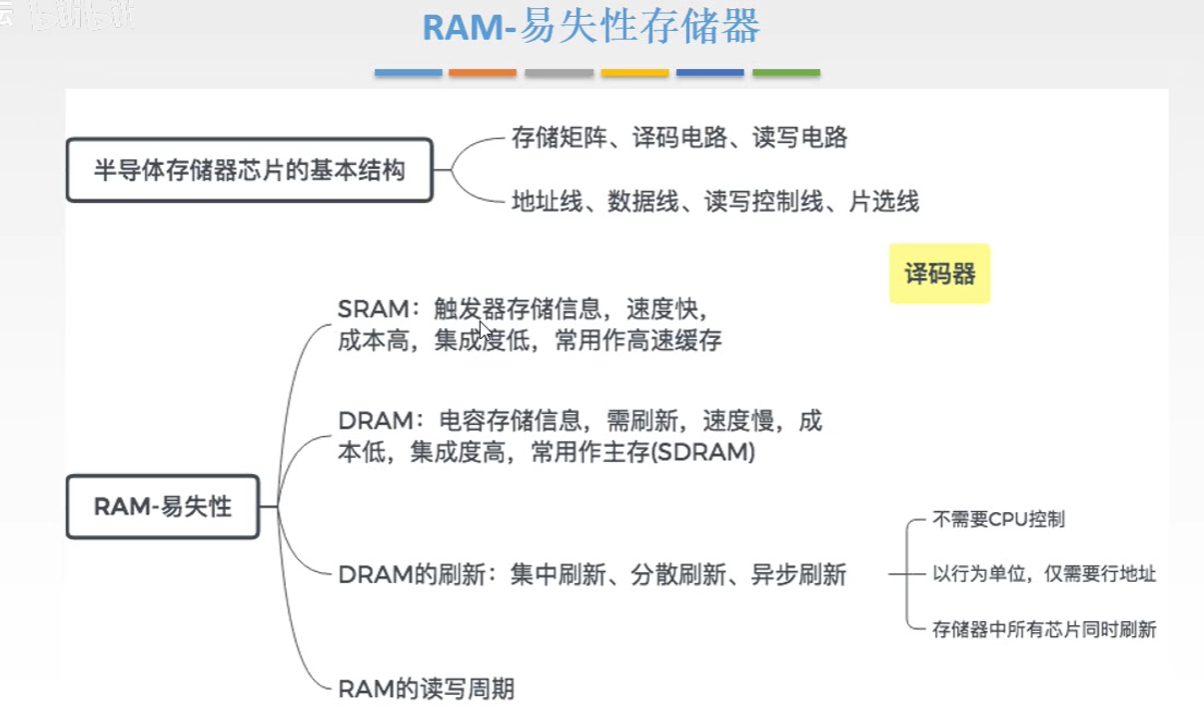 RAM-易失性存储器
半导体存储器芯片的基本结构
存储矩阵、译码电路、读写电路
地址线、数据线、读写控制线、片选线
译码器
SRAM：触发器存储信息，速度快，
成本高，集成度低，常用作高速缓存
DRAM：电容存储信息，需刷新，速度慢，成
本低，集成度高，常用作主存(SDRAM)
RAM-易失性
DRAM的刷新：集中刷新、分散刷新、异步刷新
不需要CPU控制
以行为单位，仅需要行地址
存储器中所有芯片同时刷新
RAM的读写周期